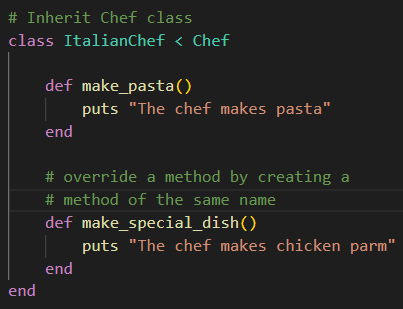 # Inherit Chef class
class ItalianChef < Chef
def make_pasta()
puts "The chef makes pasta"
end
# override a method by creating a
# method of the same name
def make_special_dish()
puts "The chef makes chicken parm"
end
end